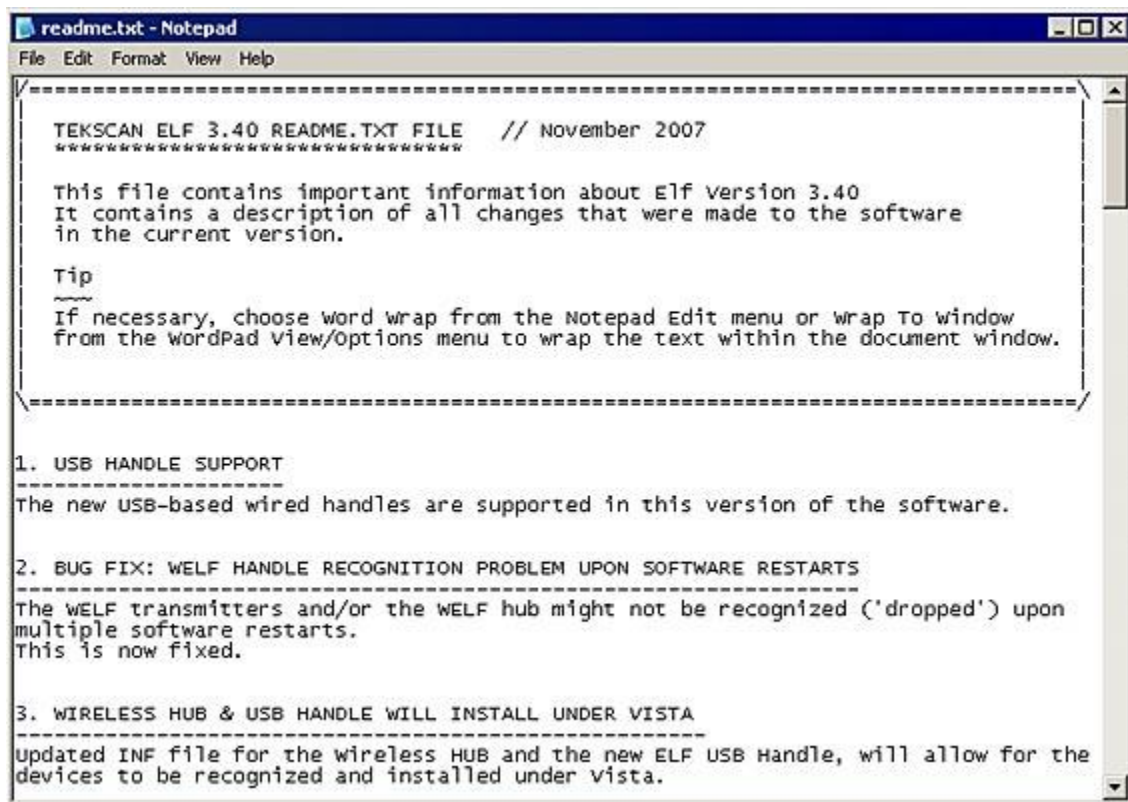 readme.txt - Notepad
File Edit Format View Help
/==================================================================================\
TEKSCAN ELF 3.40 README.TXT FILE // November 2007
********************************
This file contains important information about Elf Version 3.40
It contains a description of all changes that were made to the software
in the current version.
Tip
~~~
If necessary, choose Word Wrap from the Notepad Edit menu or Wrap To Window
from the WordPad View/Options menu to wrap the text within the document window.
\==================================================================================/
1. USB HANDLE SUPPORT
---------------------
The new USB-based wired handles are supported in this version of the software.
2. BUG FIX: WELF HANDLE RECOGNITION PROBLEM UPON SOFTWARE RESTARTS
------------------------------------------------------------------
The WELF transmitters and/or the WELF hub might not be recognized ('dropped') upon
multiple software restarts.
This is now fixed.
3. WIRELESS HUB & USB HANDLE WILL INSTALL UNDER VISTA
------------------------------------------------------
Updated INF file for the Wireless HUB and the new ELF USB Handle, will allow for the
devices to be recognized and installed under Vista.